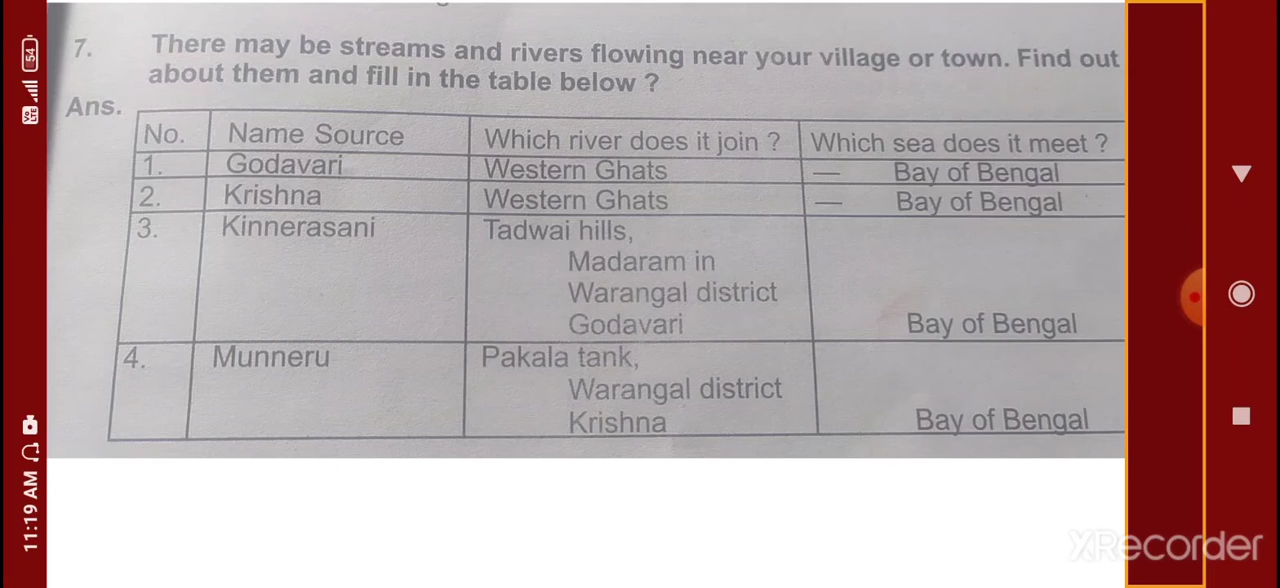 7. There may be streams and rivers flowing near your village or town. Find out
about them and fill in the table below ?
Ans.
No. Name Source Which river does it join ? Which sea does it meet ?
1. Godavari Western Ghats — Bay of Bengal
2. Krishna Western Ghats — Bay of Bengal
3. Kinnerasani Tadwai hills,
Madaram in
Warangal district
Godavari Bay of Bengal
4. Munneru Pakala tank,
Warangal district
Krishna Bay of Bengal
54
Vo LTE
11:19 AM
XRecorder